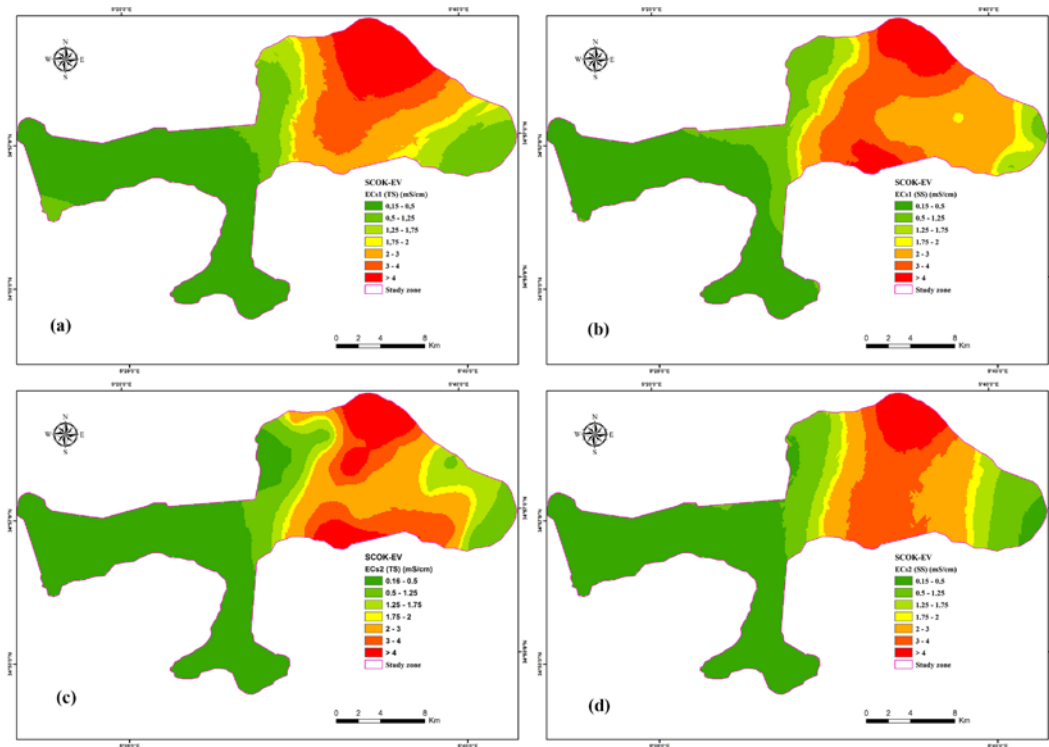 N
W E
S
SCOK-EV
ECs1 (TS) (mS/cm)
0,15 - 0,5
0,5 - 1,25
1,25 - 1,75
1,75 - 2
2 - 3
3 - 4
> 4
Study zone
(a)
0 2 4 8
Km
N
W E
S
SCOK-EV
ECs1 (SS) (mS/cm)
0,15 - 0.5
0,5 - 1.25
1.25 - 1.75
1.75 - 2
2 - 3
3 - 4
> 4
Study zone
(b)
0 2 4 8
Km
N
W E
S
SCOK-EV
ECs2 (TS) (mS/cm)
0.16 - 0.5
0.5 - 1.25
1.25 - 1.75
1.75 - 2
2 - 3
3 - 4
> 4
Study zone
(c)
0 2 4 8
Km
N
W E
S
SCOK-EV
ECs2 (SS) (mS/cm)
0,15 - 0,5
0,5 - 1,25
1,25 - 1,75
1,75 - 2
2 - 3
3 - 4
> 4
Study zone
(d)
0 2 4 8
Km